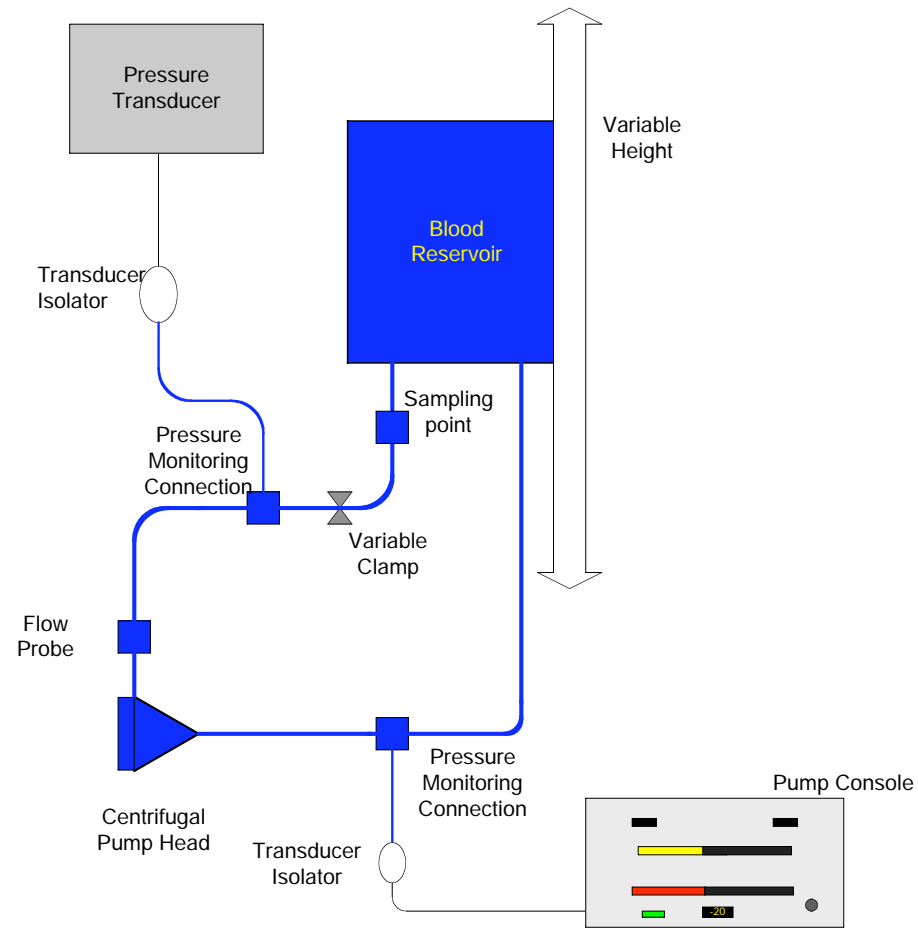 Pressure
Transducer
Variable
Height
Blood
Reservoir
Transducer
Isolator
Sampling
point
Pressure
Monitoring
Connection
Variable
Clamp
Flow
Probe
Pressure
Monitoring
Connection
Pump Console
Centrifugal
Pump Head
Transducer
Isolator
-20